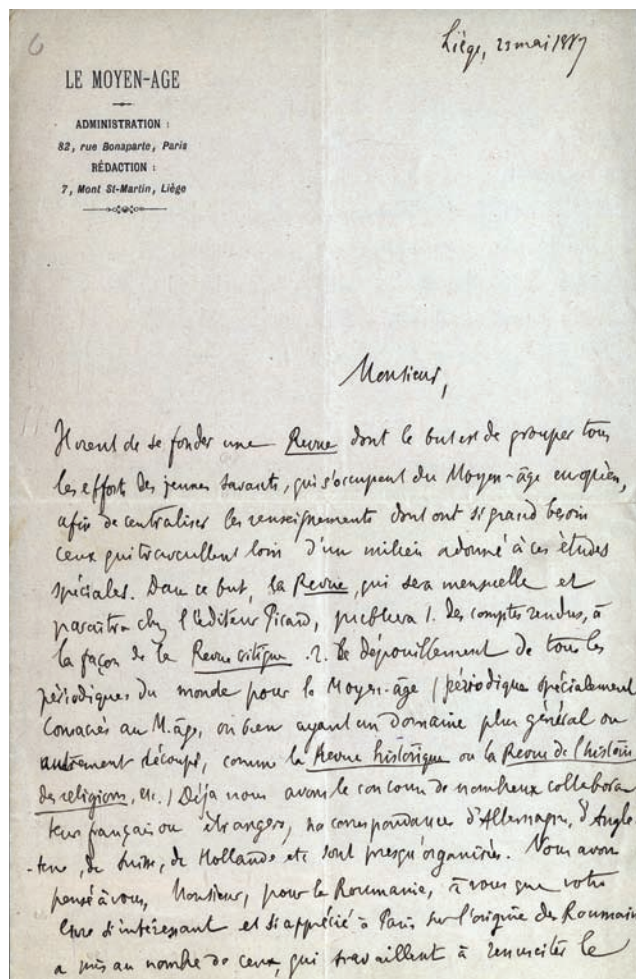 6
Liège, 23 mai 1887
LE MOYEN-AGE
ADMINISTRATION :
82, rue Bonaparte, Paris
RÉDACTION :
7, Mont St-Martin, Liège
Monsieur,
Il vient de se fonder une Revue dont le but est de grouper tous
les efforts des jeunes savants, qui s'occupent du Moyen-âge européen,
afin de centraliser les renseignements dont ont si grand besoin
ceux qui travaillent loin d'un milieu adonné à ces études
spéciales. Dans ce but, la Revue, qui sera mensuelle et
paraîtra chez l'éditeur Picard, publiera 1. des comptes rendus, à
la façon de la Revue critique. 2. Le dépouillement de tous les
périodiques du monde pour le Moyen-âge (périodiques spécialement
consacrés au M.âge, ou bien ayant un domaine plus général ou
autrement découpé, comme la Revue historique ou la Revue de l'histoire
des religions, etc.) Déjà nous avons le concours de nombreux collabora
teurs français ou étrangers, nos correspondances d'Allemagne, d'Angle
-terre, de Suisse, de Hollande etc sont presqu'organisées. Nous avons
pensé à vous, Monsieur, pour la Roumanie, à vous que votre
livre si intéressant et si apprécié à Paris sur l'origine des Roumains
a mis au nombre de ceux, qui travaillent à ressusciter le